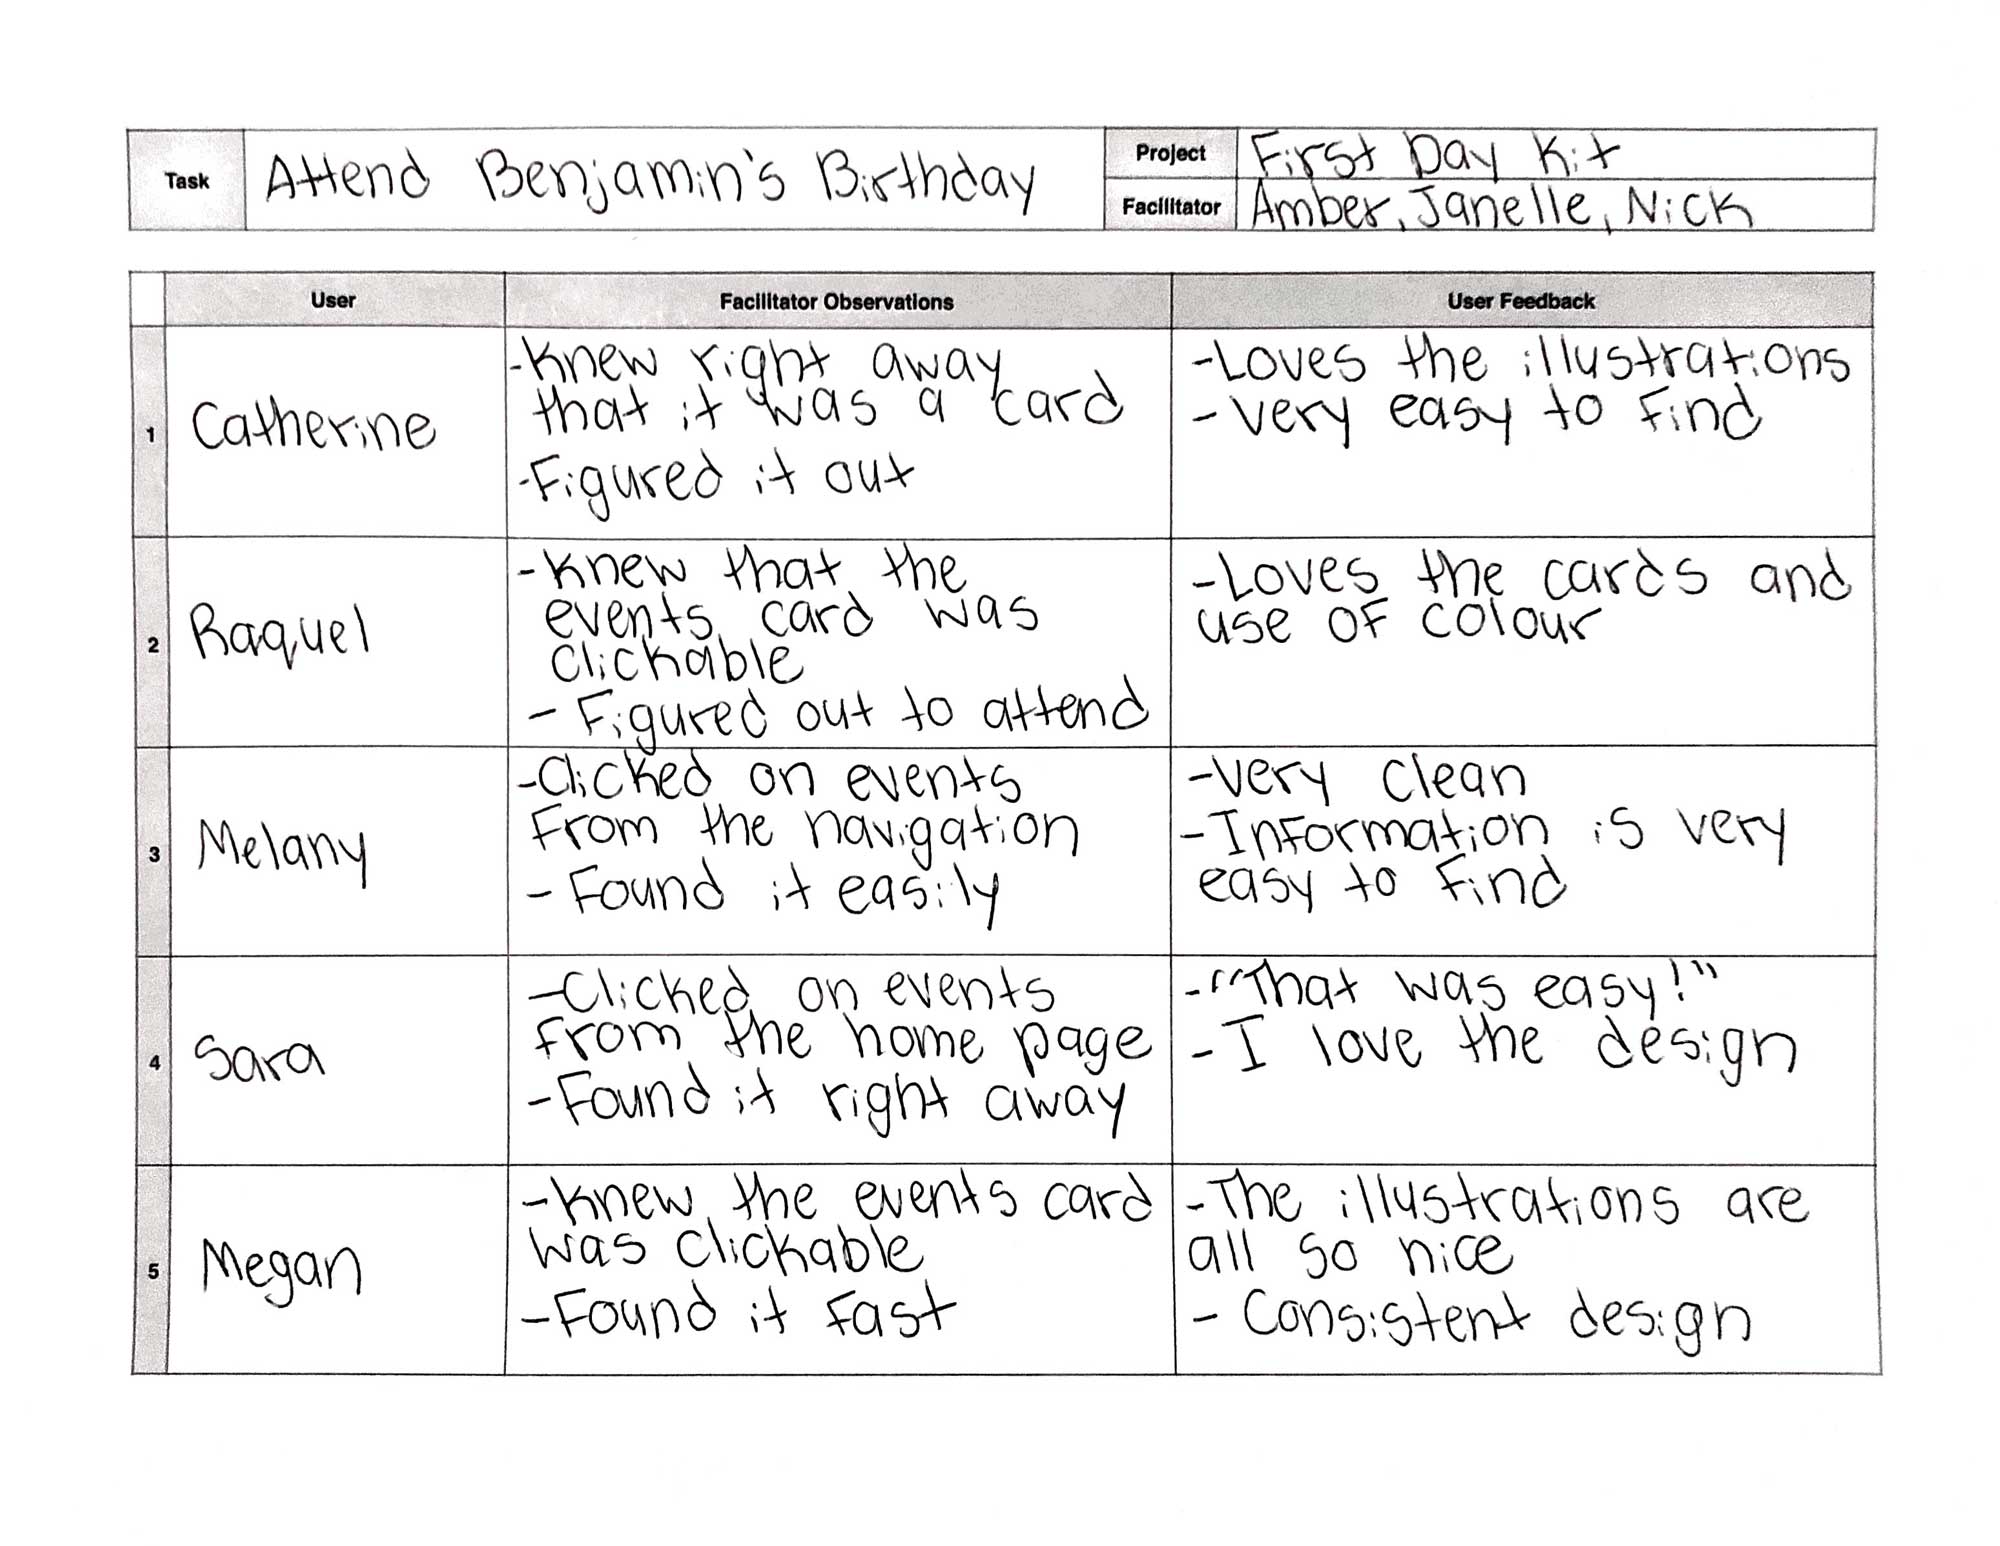 Task
Attend Benjamin's Birthday
Project
First Day Kit
Facilitator
Amber, Janelle, Nick
User
Facilitator Observations
User Feedback
1
Catherine
-Knew right away
that it was a card
-Figured it out
-Loves the illustrations
-Very easy to find
2
Raquel
-Knew that the
events card was
clickable
- Figured out to attend
-Loves the cards and
use of colour
3
Melany
-Clicked on events
from the navigation
- Found it easily
-Very clean
-Information is very
easy to find
4
Sara
-Clicked on events
from the home page
-Found it right away
-"That was easy!"
-I love the design
5
Megan
-Knew the events card
was clickable
-Found it fast
-The illustrations are
all so nice
- Consistent design